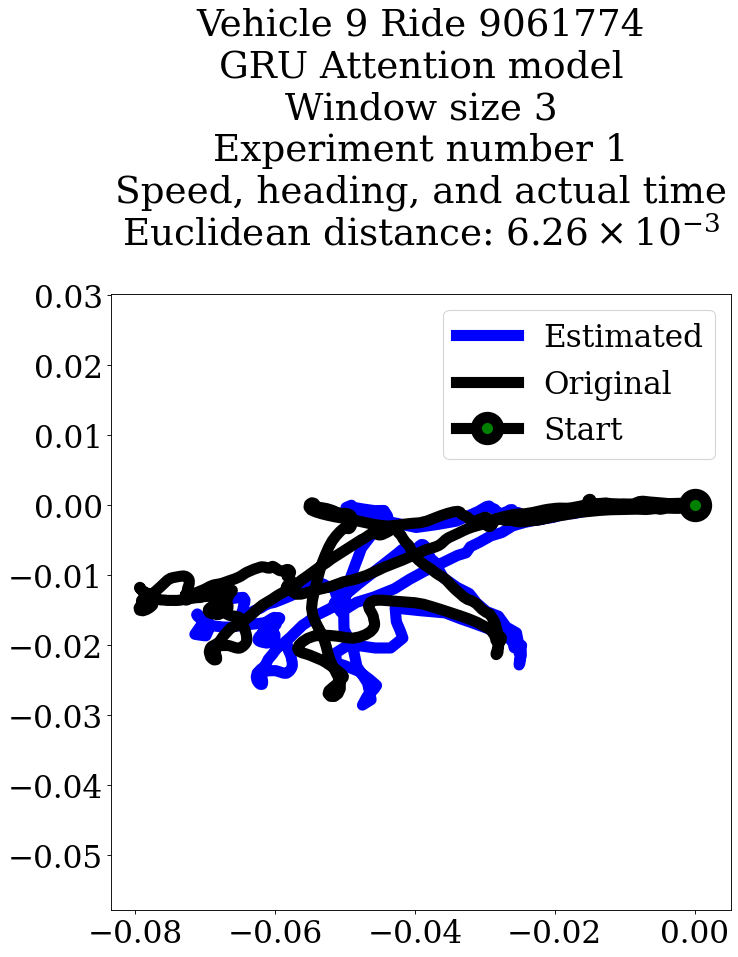 Vehicle 9 Ride 9061774
GRU Attention model
Window size 3
Experiment number 1
Speed, heading, and actual time
Euclidean distance: 6.26 × 10⁻³
0.03
0.02
0.01
0.00
−0.01
−0.02
−0.03
−0.04
−0.05
Estimated
Original
Start
−0.08 −0.06 −0.04 −0.02 0.00